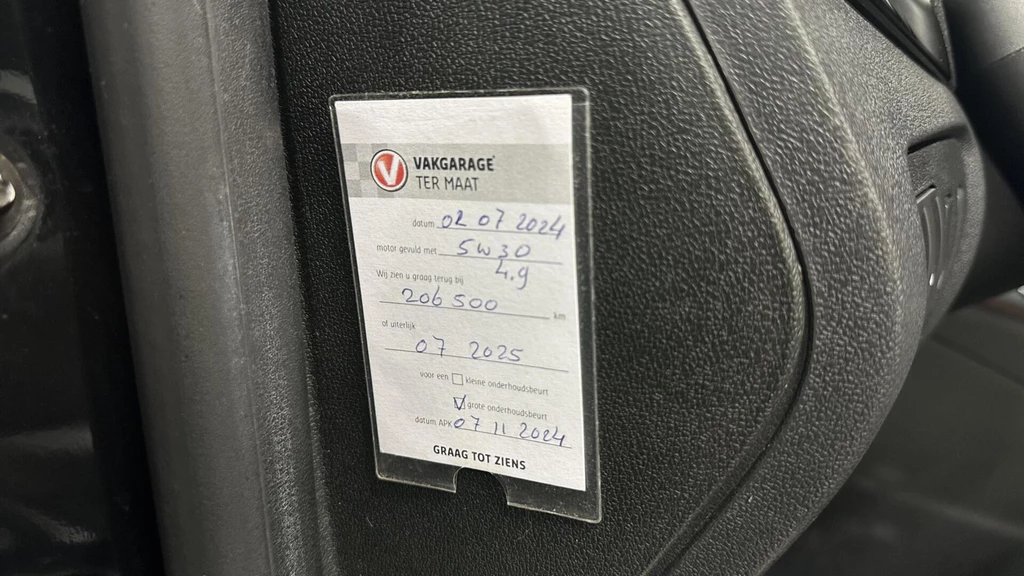 VAKGARAGE
TER MAAT
datum 02 07 2024
motor gevuld met 5w30
4.9
Wij zien u graag terug bij
206 500 km
of uiterlijk
07 2025
voor een kleine onderhoudsbeurt
grote onderhoudsbeurt
datum APK 07 11 2024
GRAAG TOT ZIENS